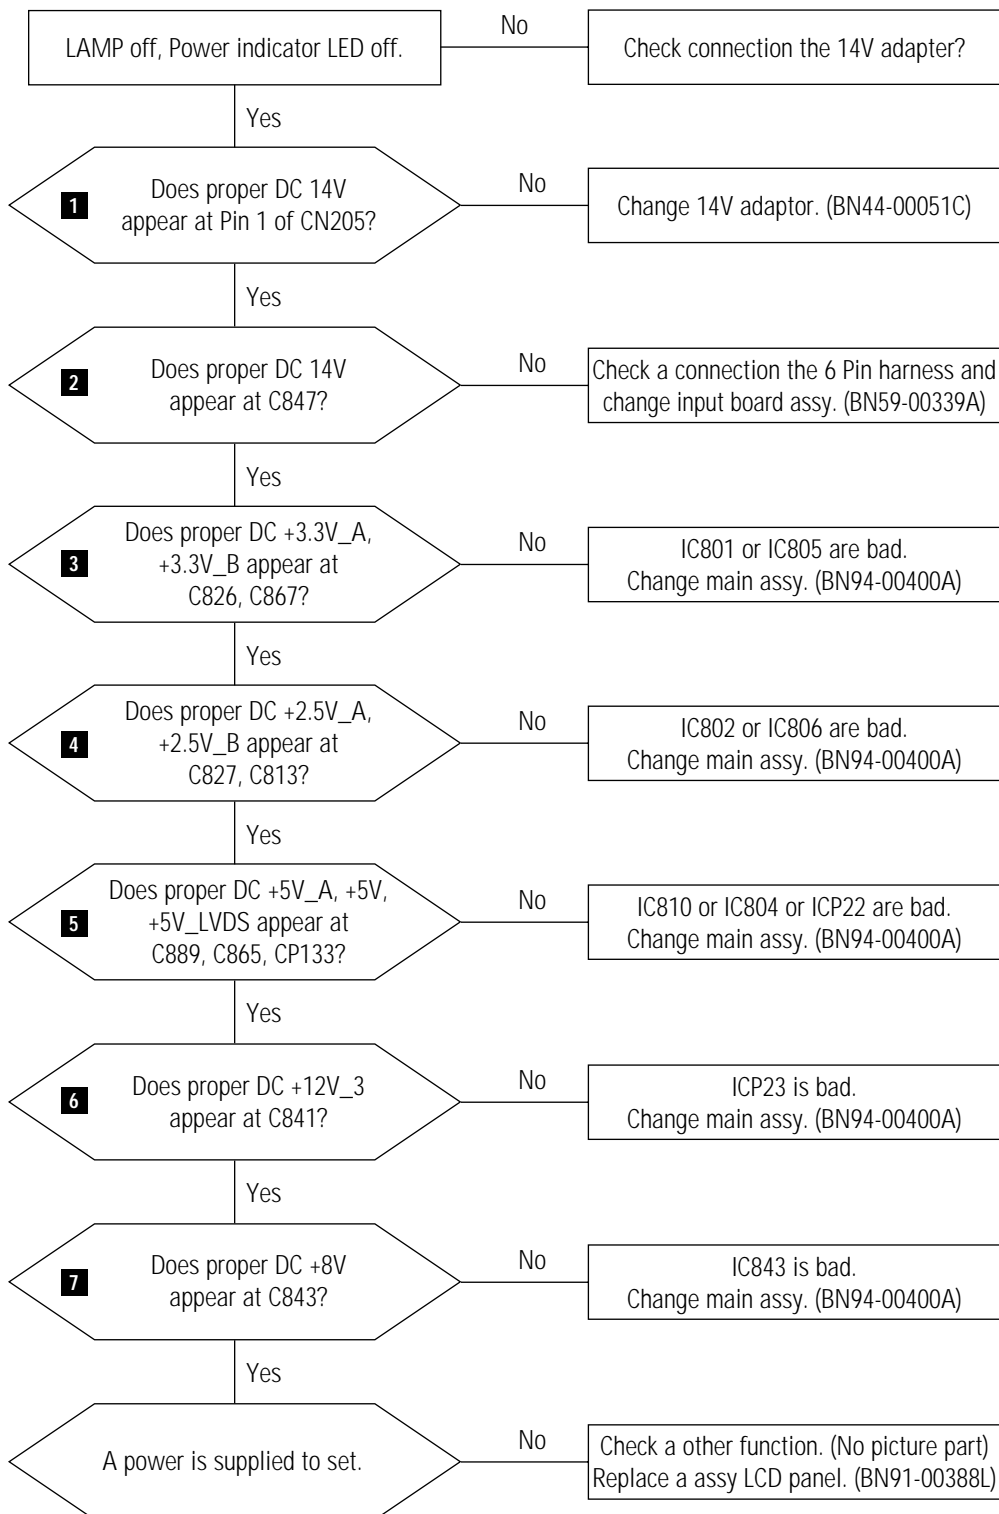 LAMP off, Power indicator LED off.
No
Check connection the 14V adapter?
Yes
1
Does proper DC 14V
appear at Pin 1 of CN205?
No
Change 14V adaptor. (BN44-00051C)
Yes
2
Does proper DC 14V
appear at C847?
No
Check a connection the 6 Pin harness and
change input board assy. (BN59-00339A)
Yes
3
Does proper DC +3.3V_A,
+3.3V_B appear at
C826, C867?
No
IC801 or IC805 are bad.
Change main assy. (BN94-00400A)
Yes
4
Does proper DC +2.5V_A,
+2.5V_B appear at
C827, C813?
No
IC802 or IC806 are bad.
Change main assy. (BN94-00400A)
Yes
5
Does proper DC +5V_A, +5V,
+5V_LVDS appear at
C889, C865, CP133?
No
IC810 or IC804 or ICP22 are bad.
Change main assy. (BN94-00400A)
Yes
6
Does proper DC +12V_3
appear at C841?
No
ICP23 is bad.
Change main assy. (BN94-00400A)
Yes
7
Does proper DC +8V
appear at C843?
No
IC843 is bad.
Change main assy. (BN94-00400A)
Yes
A power is supplied to set.
No
Check a other function. (No picture part)
Replace a assy LCD panel. (BN91-00388L)